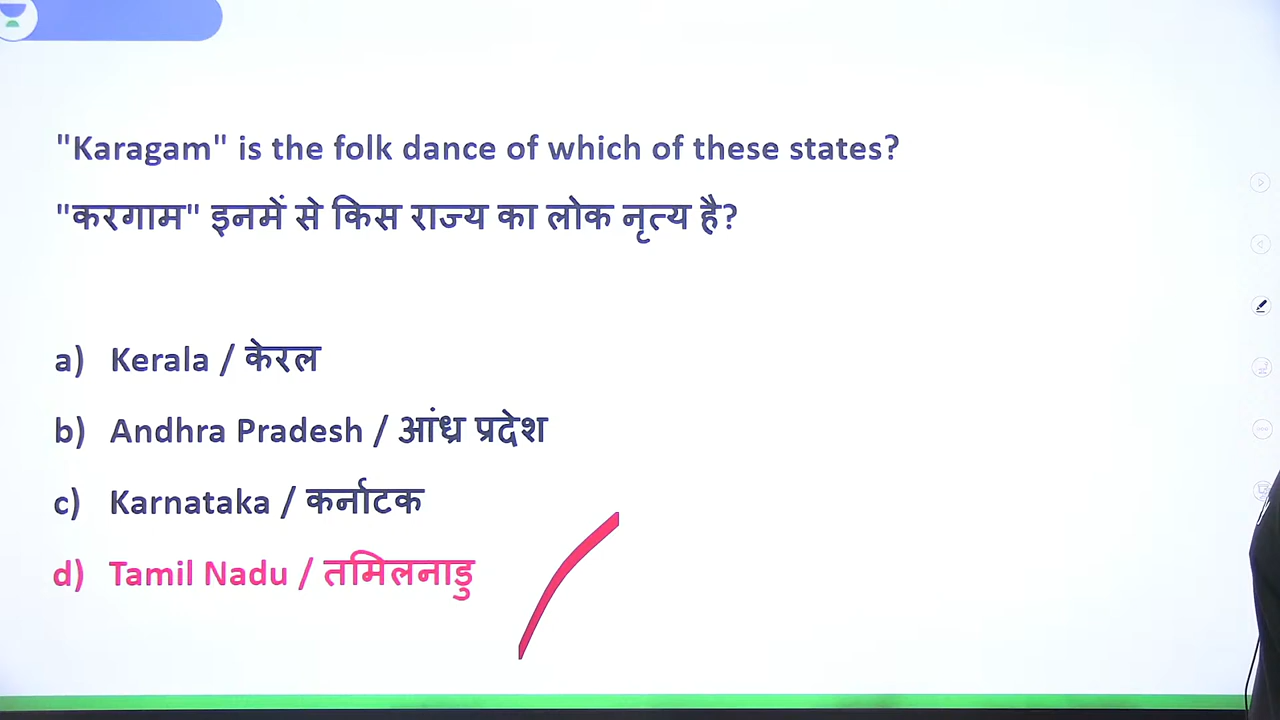 "Karagam" is the folk dance of which of these states?
"करगाम" इनमें से किस राज्य का लोक नृत्य है?
a) Kerala / केरल
b) Andhra Pradesh / आंध्र प्रदेश
c) Karnataka / कर्नाटक
d) Tamil Nadu / तमिलनाडु